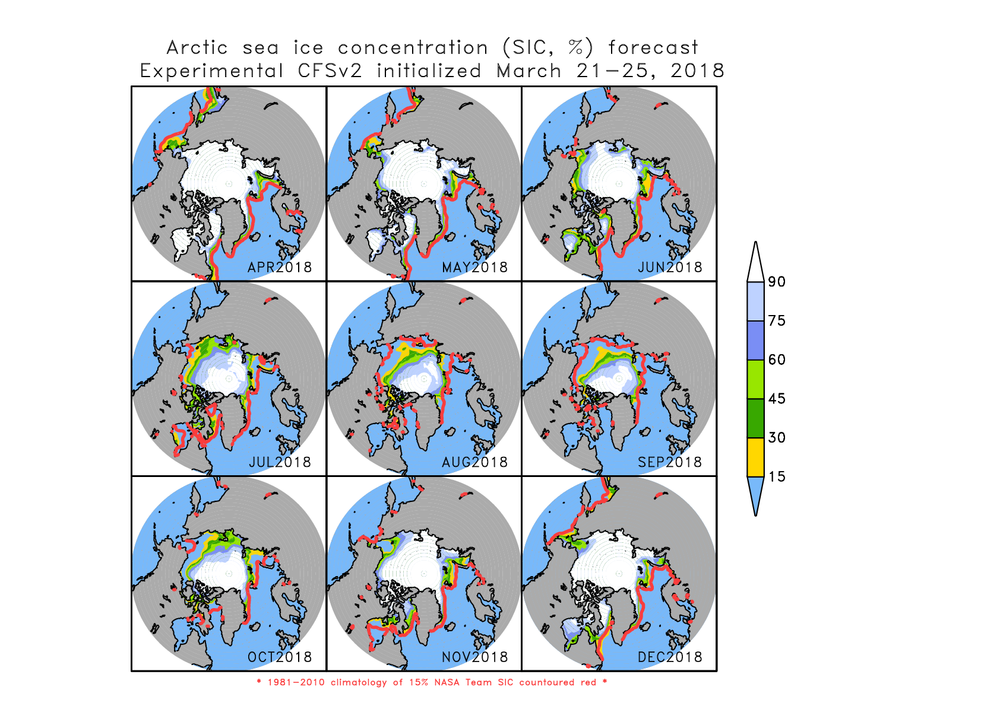 Arctic sea ice concentration (SIC, %) forecast
Experimental CFSv2 initialized March 21-25, 2018
APR2018
MAY2018
JUN2018
JUL2018
AUG2018
SEP2018
OCT2018
NOV2018
DEC2018
90
75
60
45
30
15
* 1981-2010 climatology of 15% NASA Team SIC countoured red *